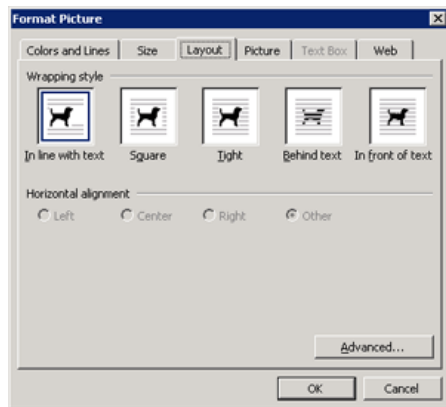 Format Picture
Colors and Lines Size Layout Picture Text Box Web
Wrapping style
In line with text Square Tight Behind text In front of text
Horizontal alignment
Left Center Right Other
Advanced...
OK Cancel